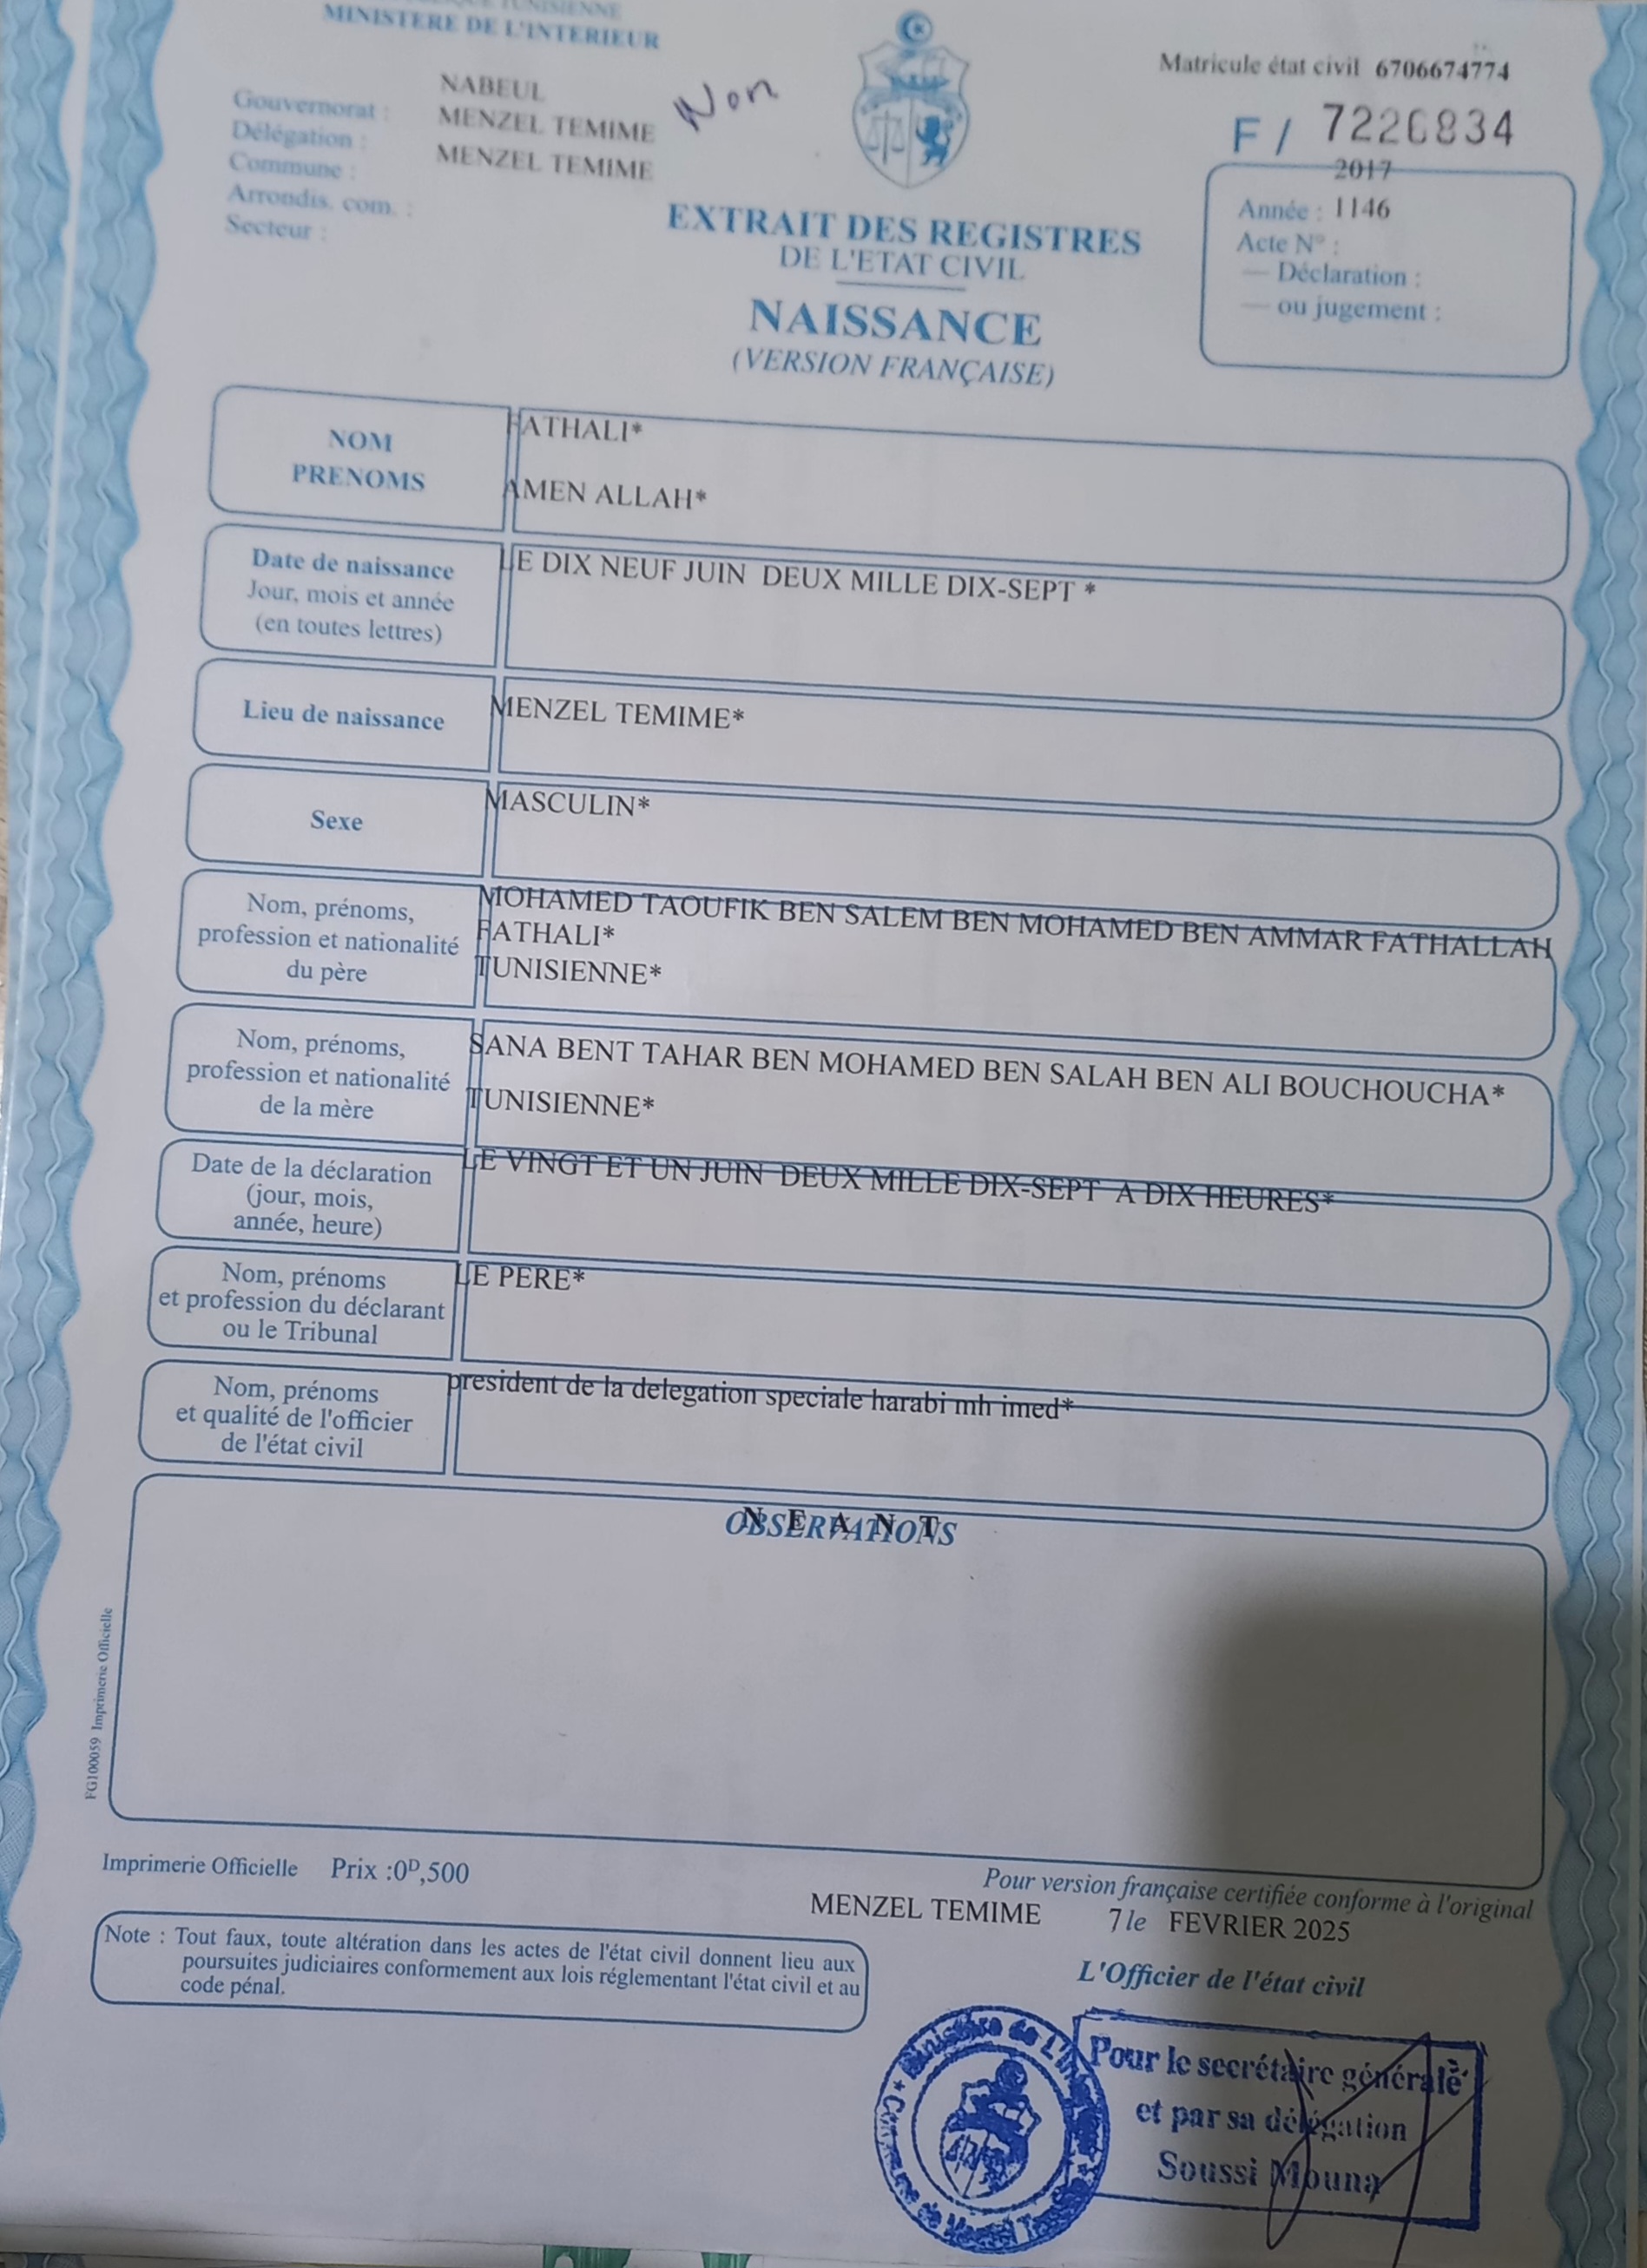 TUNISIENNE
MINISTERE DE L'INTERIEUR
Gouvernorat : NABEUL
Délégation : MENZEL TEMIME
Commune : MENZEL TEMIME
Arrondis. com. :
Secteur :
Non
Matricule état civil 6706674774
F / 7226834
2017
Année : 1146
Acte N° :
— Déclaration :
— ou jugement :
EXTRAIT DES REGISTRES
DE L'ETAT CIVIL
NAISSANCE
(VERSION FRANÇAISE)
NOM
PRENOMS
FATHALI*
AMEN ALLAH*
Date de naissance
Jour, mois et année
(en toutes lettres)
LE DIX NEUF JUIN DEUX MILLE DIX-SEPT *
Lieu de naissance
MENZEL TEMIME*
Sexe
MASCULIN*
Nom, prénoms,
profession et nationalité
du père
MOHAMED TAOUFIK BEN SALEM BEN MOHAMED BEN AMMAR FATHALLAH
FATHALI*
TUNISIENNE*
Nom, prénoms,
profession et nationalité
de la mère
SANA BENT TAHAR BEN MOHAMED BEN SALAH BEN ALI BOUCHOUCHA*
TUNISIENNE*
Date de la déclaration
(jour, mois,
année, heure)
LE VINGT ET UN JUIN DEUX MILLE DIX-SEPT A DIX HEURES*
Nom, prénoms
et profession du déclarant
ou le Tribunal
LE PERE*
Nom, prénoms
et qualité de l'officier
de l'état civil
president de la delegation speciale harabi mh imed*
OBSERVATIONS
N E A N T
FG100059 Imprimerie Officielle
Imprimerie Officielle Prix :0D,500
Pour version française certifiée conforme à l'original
MENZEL TEMIME 7 le FEVRIER 2025
Note : Tout faux, toute altération dans les actes de l'état civil donnent lieu aux
poursuites judiciaires conformement aux lois réglementant l'état civil et au
code pénal.
L'Officier de l'état civil
Ministère de L'
Commune de
Pour le secrétaire générale
et par sa délégation
Soussi Mouna